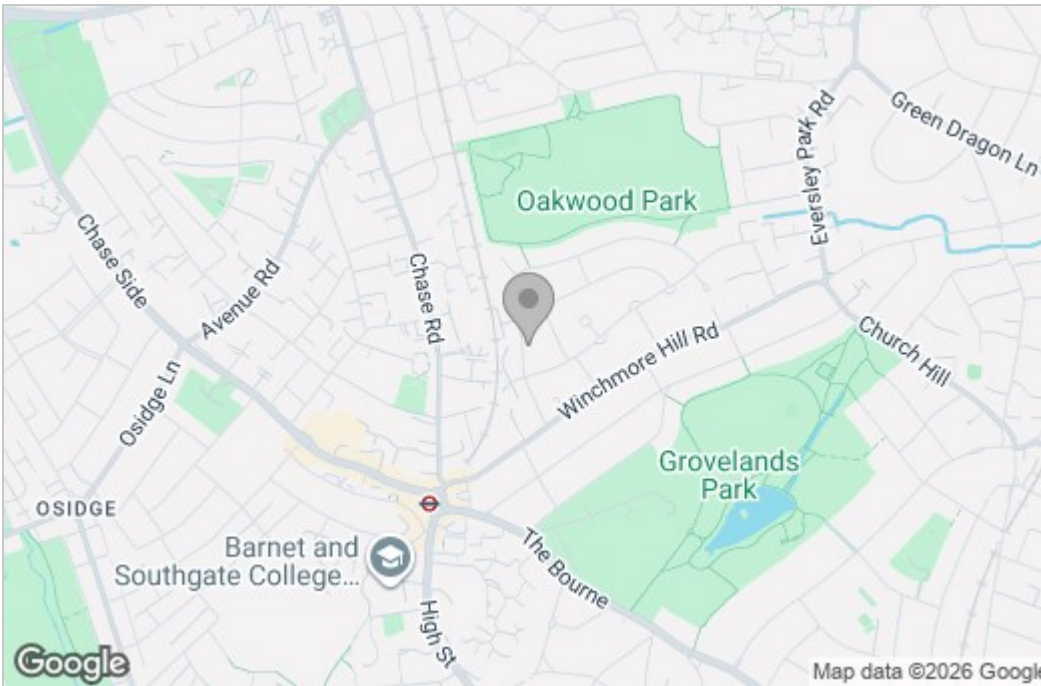 Green Dragon Ln
Eversley Park Rd
Oakwood Park
Chase Side
Avenue Rd
Chase Rd
Winchmore Hill Rd
Church Hill
Osidge Ln
Grovelands
Park
OSIDGE
Barnet and
Southgate College...
The Bourne
High St
Google
Map data ©2026 Google